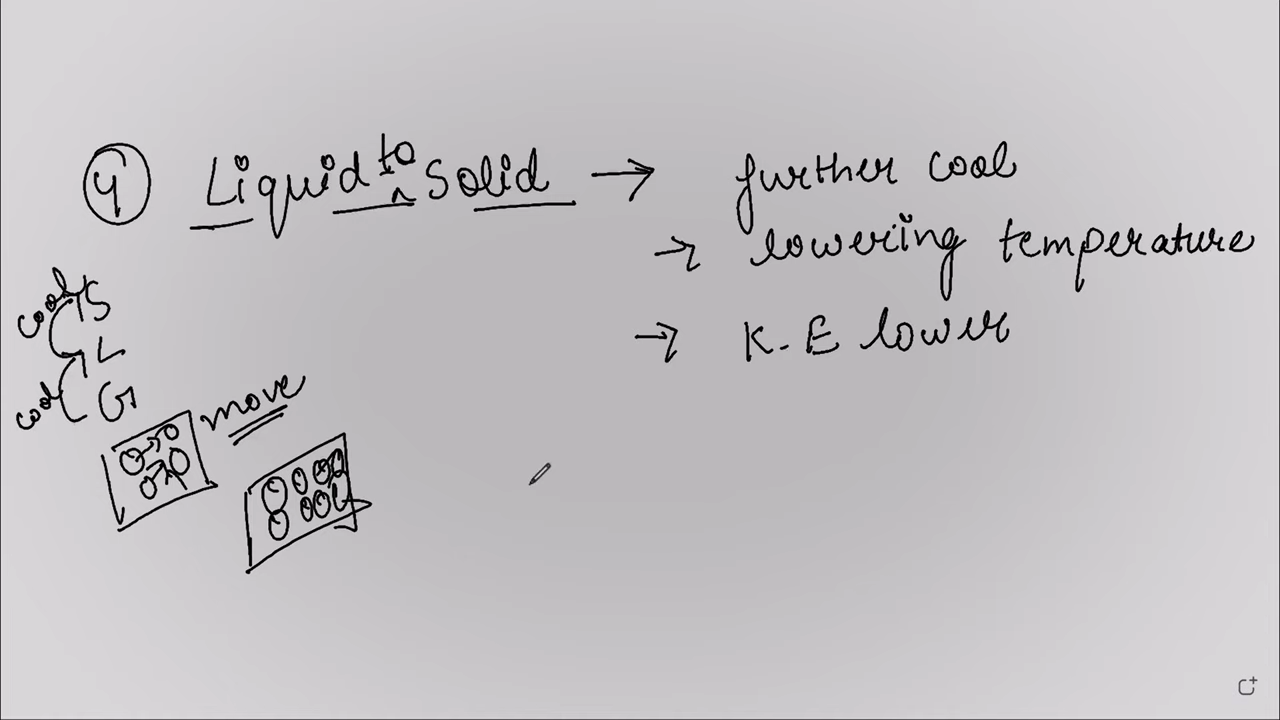 4 Liquid to Solid → further cool
→ lowering temperature
→ K.E lower
cool S
L
cool G
move